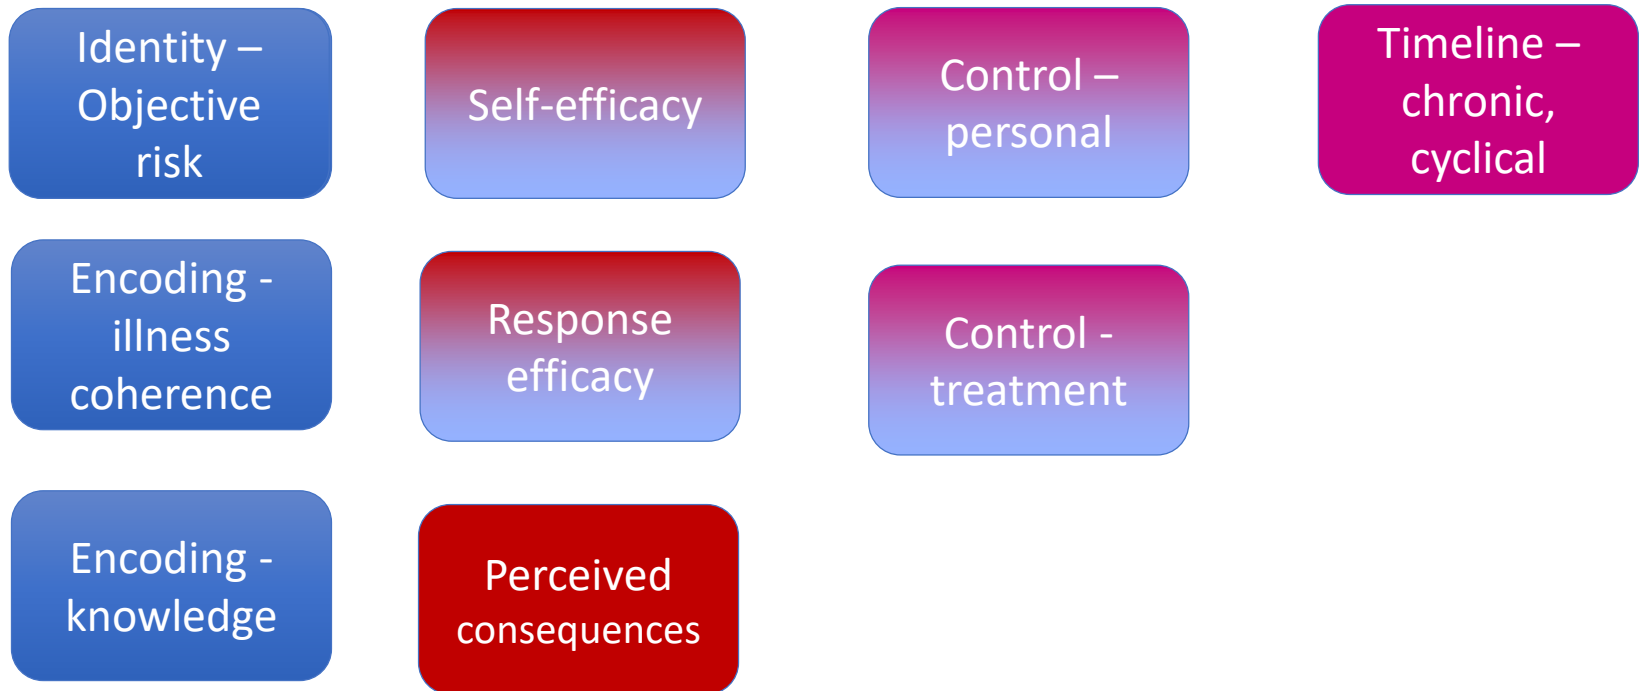 Identity –
Objective
risk
Self-efficacy
Control –
personal
Timeline –
chronic,
cyclical
Encoding -
illness
coherence
Response
efficacy
Control -
treatment
Encoding -
knowledge
Perceived
consequences